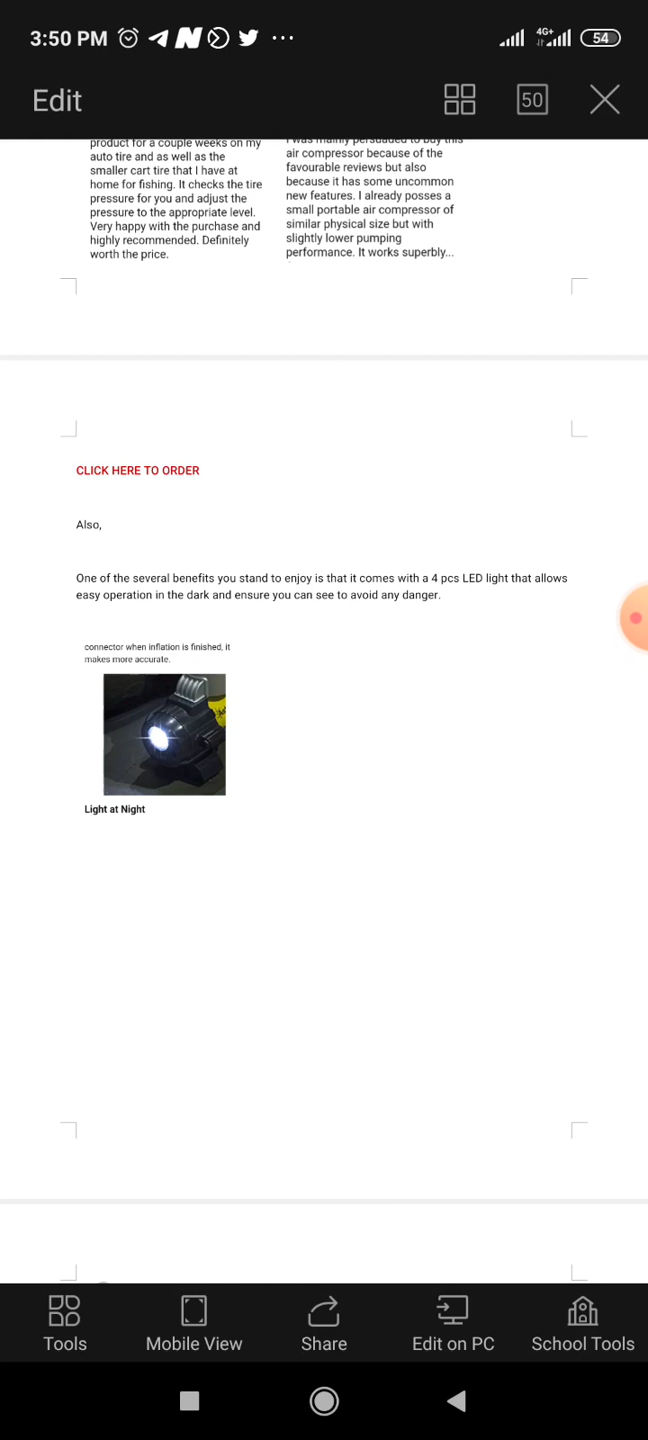 3:50 PM
4G+
54
Edit
50
product for a couple weeks on my
auto tire and as well as the
smaller cart tire that I have at
home for fishing. It checks the tire
pressure for you and adjust the
pressure to the appropriate level.
Very happy with the purchase and
highly recommended. Definitely
worth the price.
I was mainly persuaded to buy this
air compressor because of the
favourable reviews but also
because it has some uncommon
new features. I already posses a
small portable air compressor of
similar physical size but with
slightly lower pumping
performance. It works superbly...
CLICK HERE TO ORDER
Also,
One of the several benefits you stand to enjoy is that it comes with a 4 pcs LED light that allows
easy operation in the dark and ensure you can see to avoid any danger.
connector when inflation is finished, it
makes more accurate.
Light at Night
Tools
Mobile View
Share
Edit on PC
School Tools